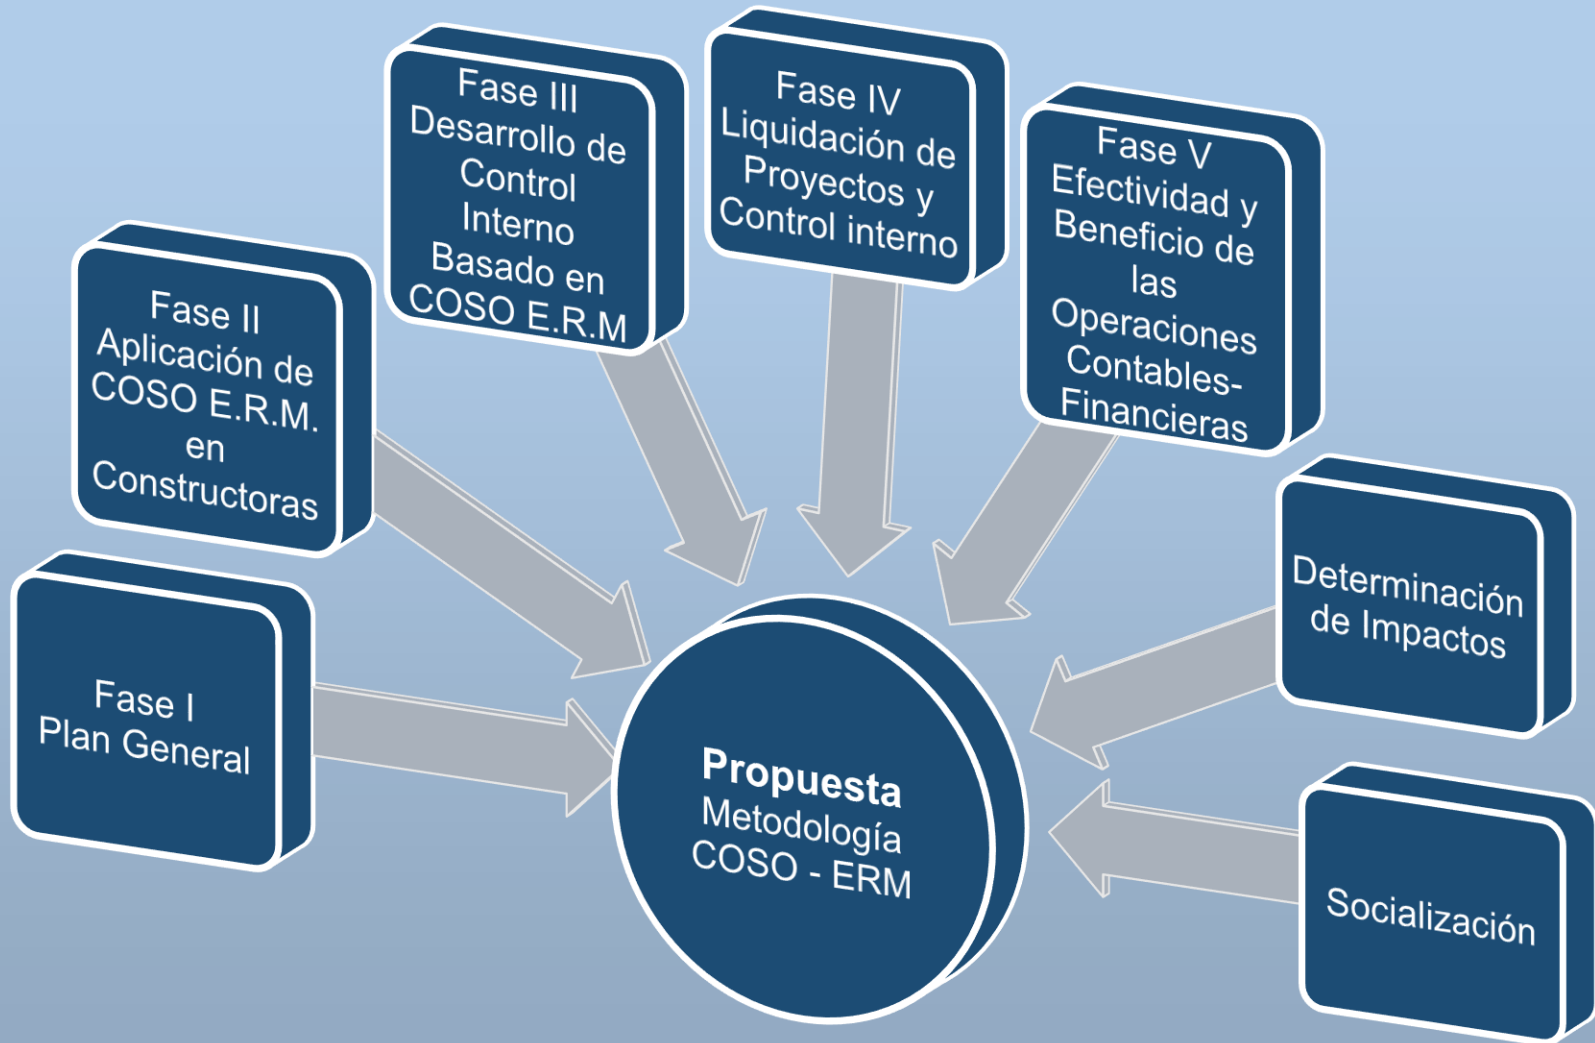 Fase I
Plan General
Fase II
Aplicación de
COSO E.R.M.
en
Constructoras
Fase III
Desarrollo de
Control
Interno
Basado en
COSO E.R.M
Fase IV
Liquidación de
Proyectos y
Control interno
Fase V
Efectividad y
Beneficio de
las
Operaciones
Contables-
Financieras
Determinación
de Impactos
Socialización
Propuesta
Metodología
COSO - ERM